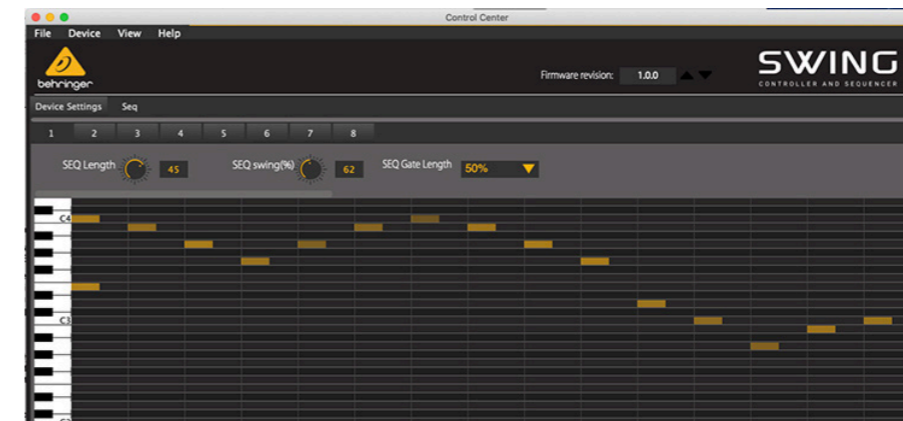 Control Center
File Device View Help
behringer
Firmware revision: 1.0.0
SWING
CONTROLLER AND SEQUENCER
Device Settings Seq
1 2 3 4 5 6 7 8
SEQ Length 45 SEQ swing(%) 62 SEQ Gate Length 50%
C4
C3